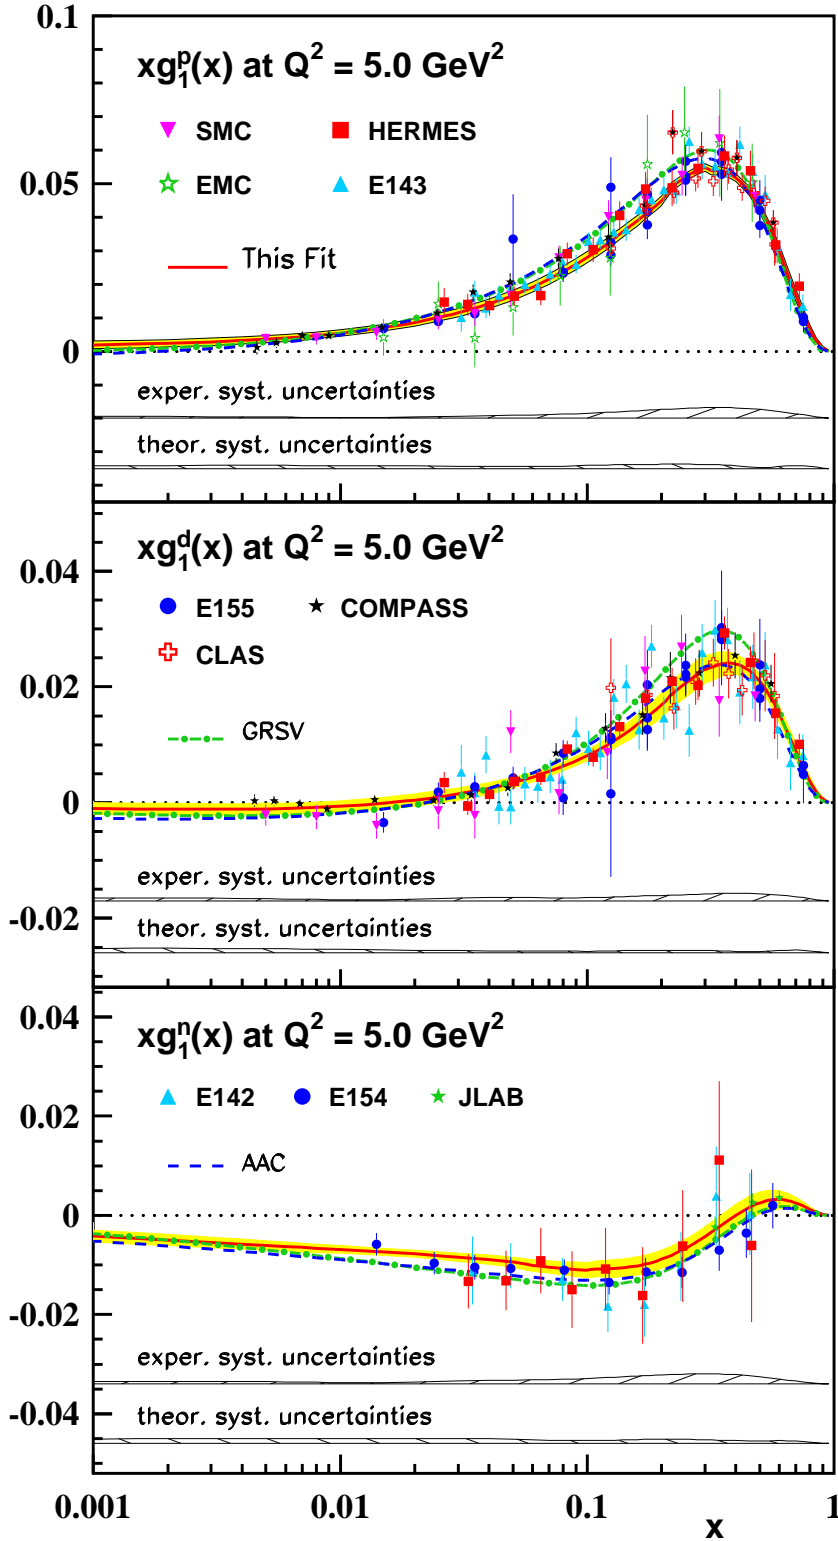 0.1
xg₁ᵖ(x) at Q² = 5.0 GeV²
SMC HERMES
EMC E143
0.05
This Fit
0
exper. syst. uncertainties
theor. syst. uncertainties
xg₁ᵈ(x) at Q² = 5.0 GeV²
0.04
E155 COMPASS
CLAS
0.02
GRSV
0
exper. syst. uncertainties
-0.02
theor. syst. uncertainties
0.04
xg₁ⁿ(x) at Q² = 5.0 GeV²
E142 E154 JLAB
0.02
AAC
0
-0.02
exper. syst. uncertainties
-0.04
theor. syst. uncertainties
0.001 0.01 0.1 1
x